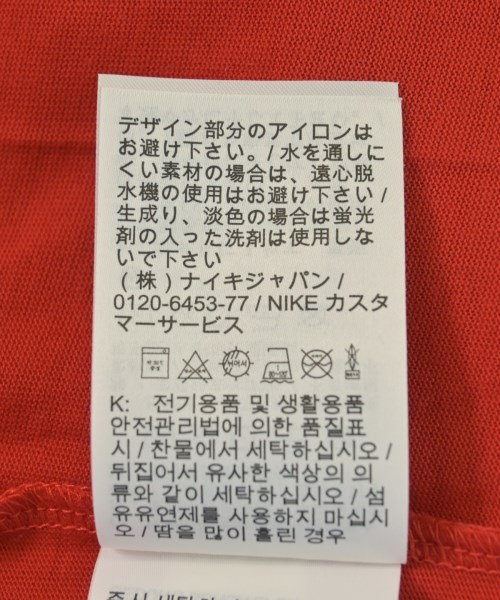 デザイン部分のアイロンは
お避け下さい。/ 水を通しに
くい素材の場合は、遠心脱
水機の使用はお避け下さい /
生成り、淡色の場合は蛍光
剤の入った洗剤は使用しな
いで下さい
(株) ナイキジャパン /
0120-6453-77 / NIKE カスタ
マーサービス
K: 전기용품 및 생활용품
안전관리법에 의한 품질표
시 / 찬물에서 세탁하십시오 /
뒤집어서 유사한 색상의 의
류와 같이 세탁하십시오 / 섬
유유연제를 사용하지 마십시
오 / 땀을 많이 흘린 경우